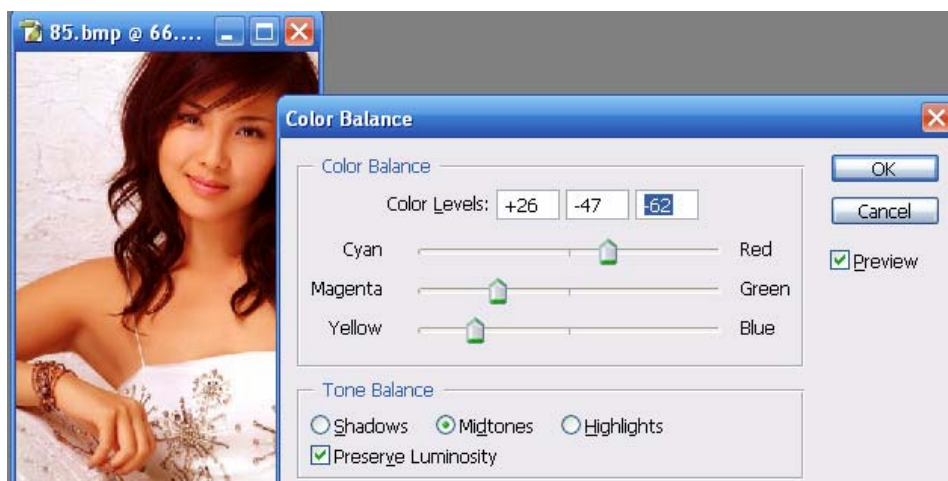 85.bmp @ 66....
Color Balance
Color Balance
OK
Color Levels: +26 -47 -62
Cancel
Cyan Red
Preview
Magenta Green
Yellow Blue
Tone Balance
Shadows Midtones Highlights
Preserve Luminosity